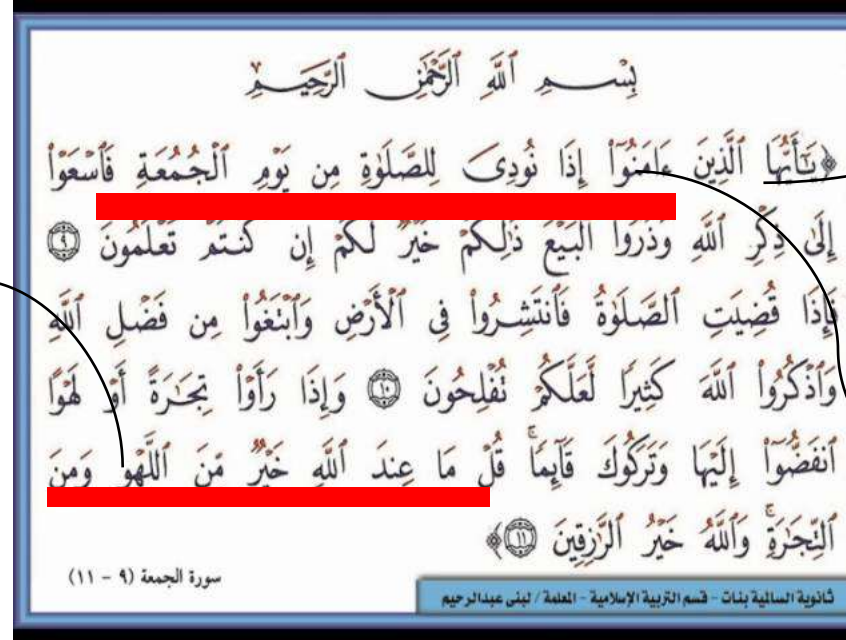 بِسْمِ ٱللَّهِ ٱلرَّحْمَٰنِ ٱلرَّحِيمِ
﴿يَٰٓأَيُّهَا ٱلَّذِينَ ءَامَنُوٓا۟ إِذَا نُودِىَ لِلصَّلَوٰةِ مِن يَوْمِ ٱلْجُمُعَةِ فَٱسْعَوْا۟
إِلَىٰ ذِكْرِ ٱللَّهِ وَذَرُوا۟ ٱلْبَيْعَ ذَٰلِكُمْ خَيْرٌ لَّكُمْ إِن كُنتُمْ تَعْلَمُونَ ٩
فَإِذَا قُضِيَتِ ٱلصَّلَوٰةُ فَٱنتَشِرُوا۟ فِى ٱلْأَرْضِ وَٱبْتَغُوا۟ مِن فَضْلِ ٱللَّهِ
وَٱذْكُرُوا۟ ٱللَّهَ كَثِيرًا لَّعَلَّكُمْ تُفْلِحُونَ ١٠ وَإِذَا رَأَوْا۟ تِجَٰرَةً أَوْ لَهْوًا
ٱنفَضُّوٓا۟ إِلَيْهَا وَتَرَكُوكَ قَآئِمًا ۚ قُلْ مَا عِندَ ٱللَّهِ خَيْرٌ مِّنَ ٱللَّهْوِ وَمِنَ
ٱلتِّجَٰرَةِ ۚ وَٱللَّهُ خَيْرُ ٱلرَّٰزِقِينَ ١١﴾
سورة الجمعة (٩ - ١١)
ثانوية السالمية بنات - قسم التربية الإسلامية - المعلمة / لبنى عبدالرحيم